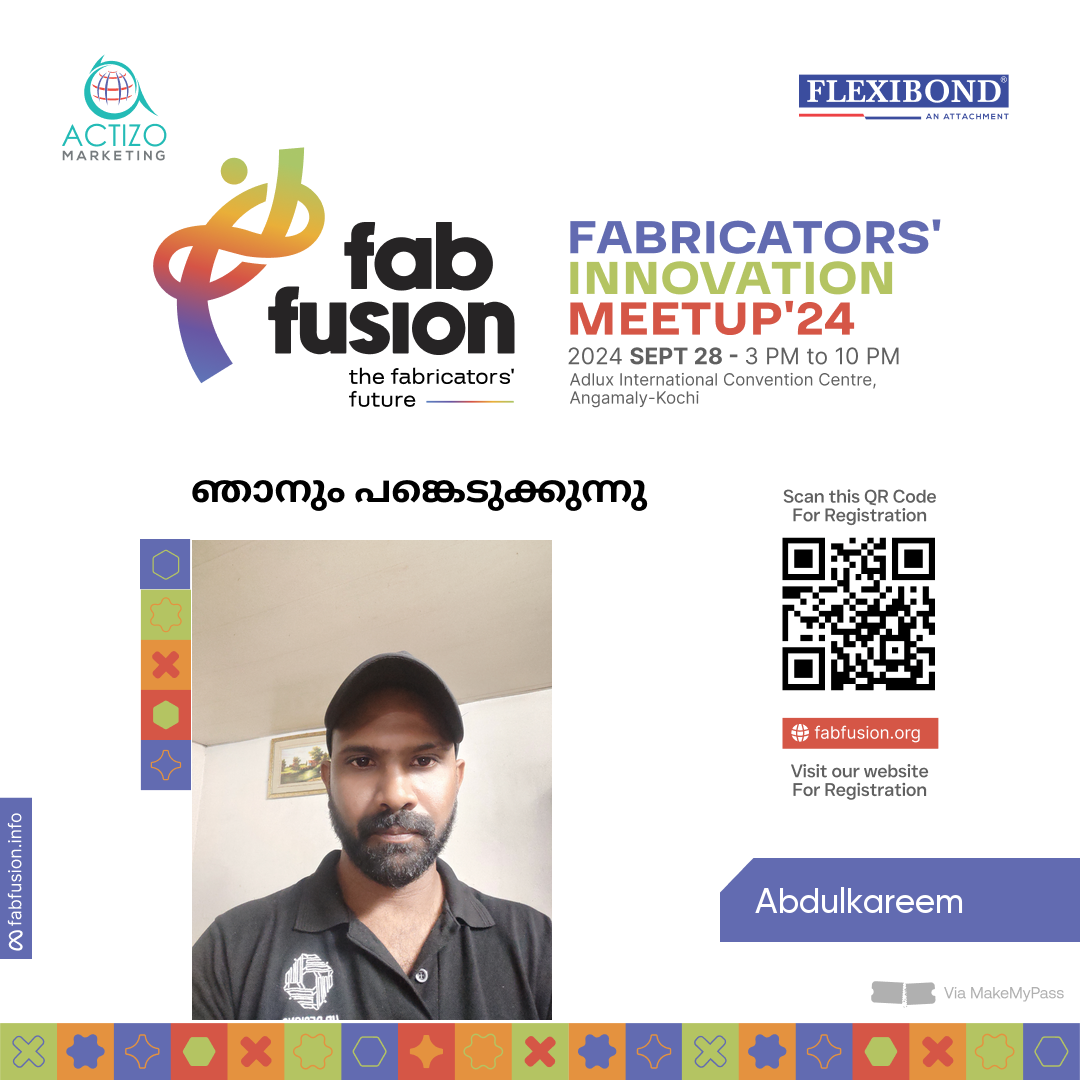 ACTIZO
MARKETING
FLEXIBOND®
AN ATTACHMENT
fab
fusion
the fabricators'
future
FABRICATORS'
INNOVATION
MEETUP'24
2024 SEPT 28 - 3 PM to 10 PM
Adlux International Convention Centre,
Angamaly-Kochi
ഞാനും പങ്കെടുക്കുന്നു
Scan this QR Code
For Registration
fabfusion.org
Visit our website
For Registration
fabfusion.info
Abdulkareem
Via MakeMyPass